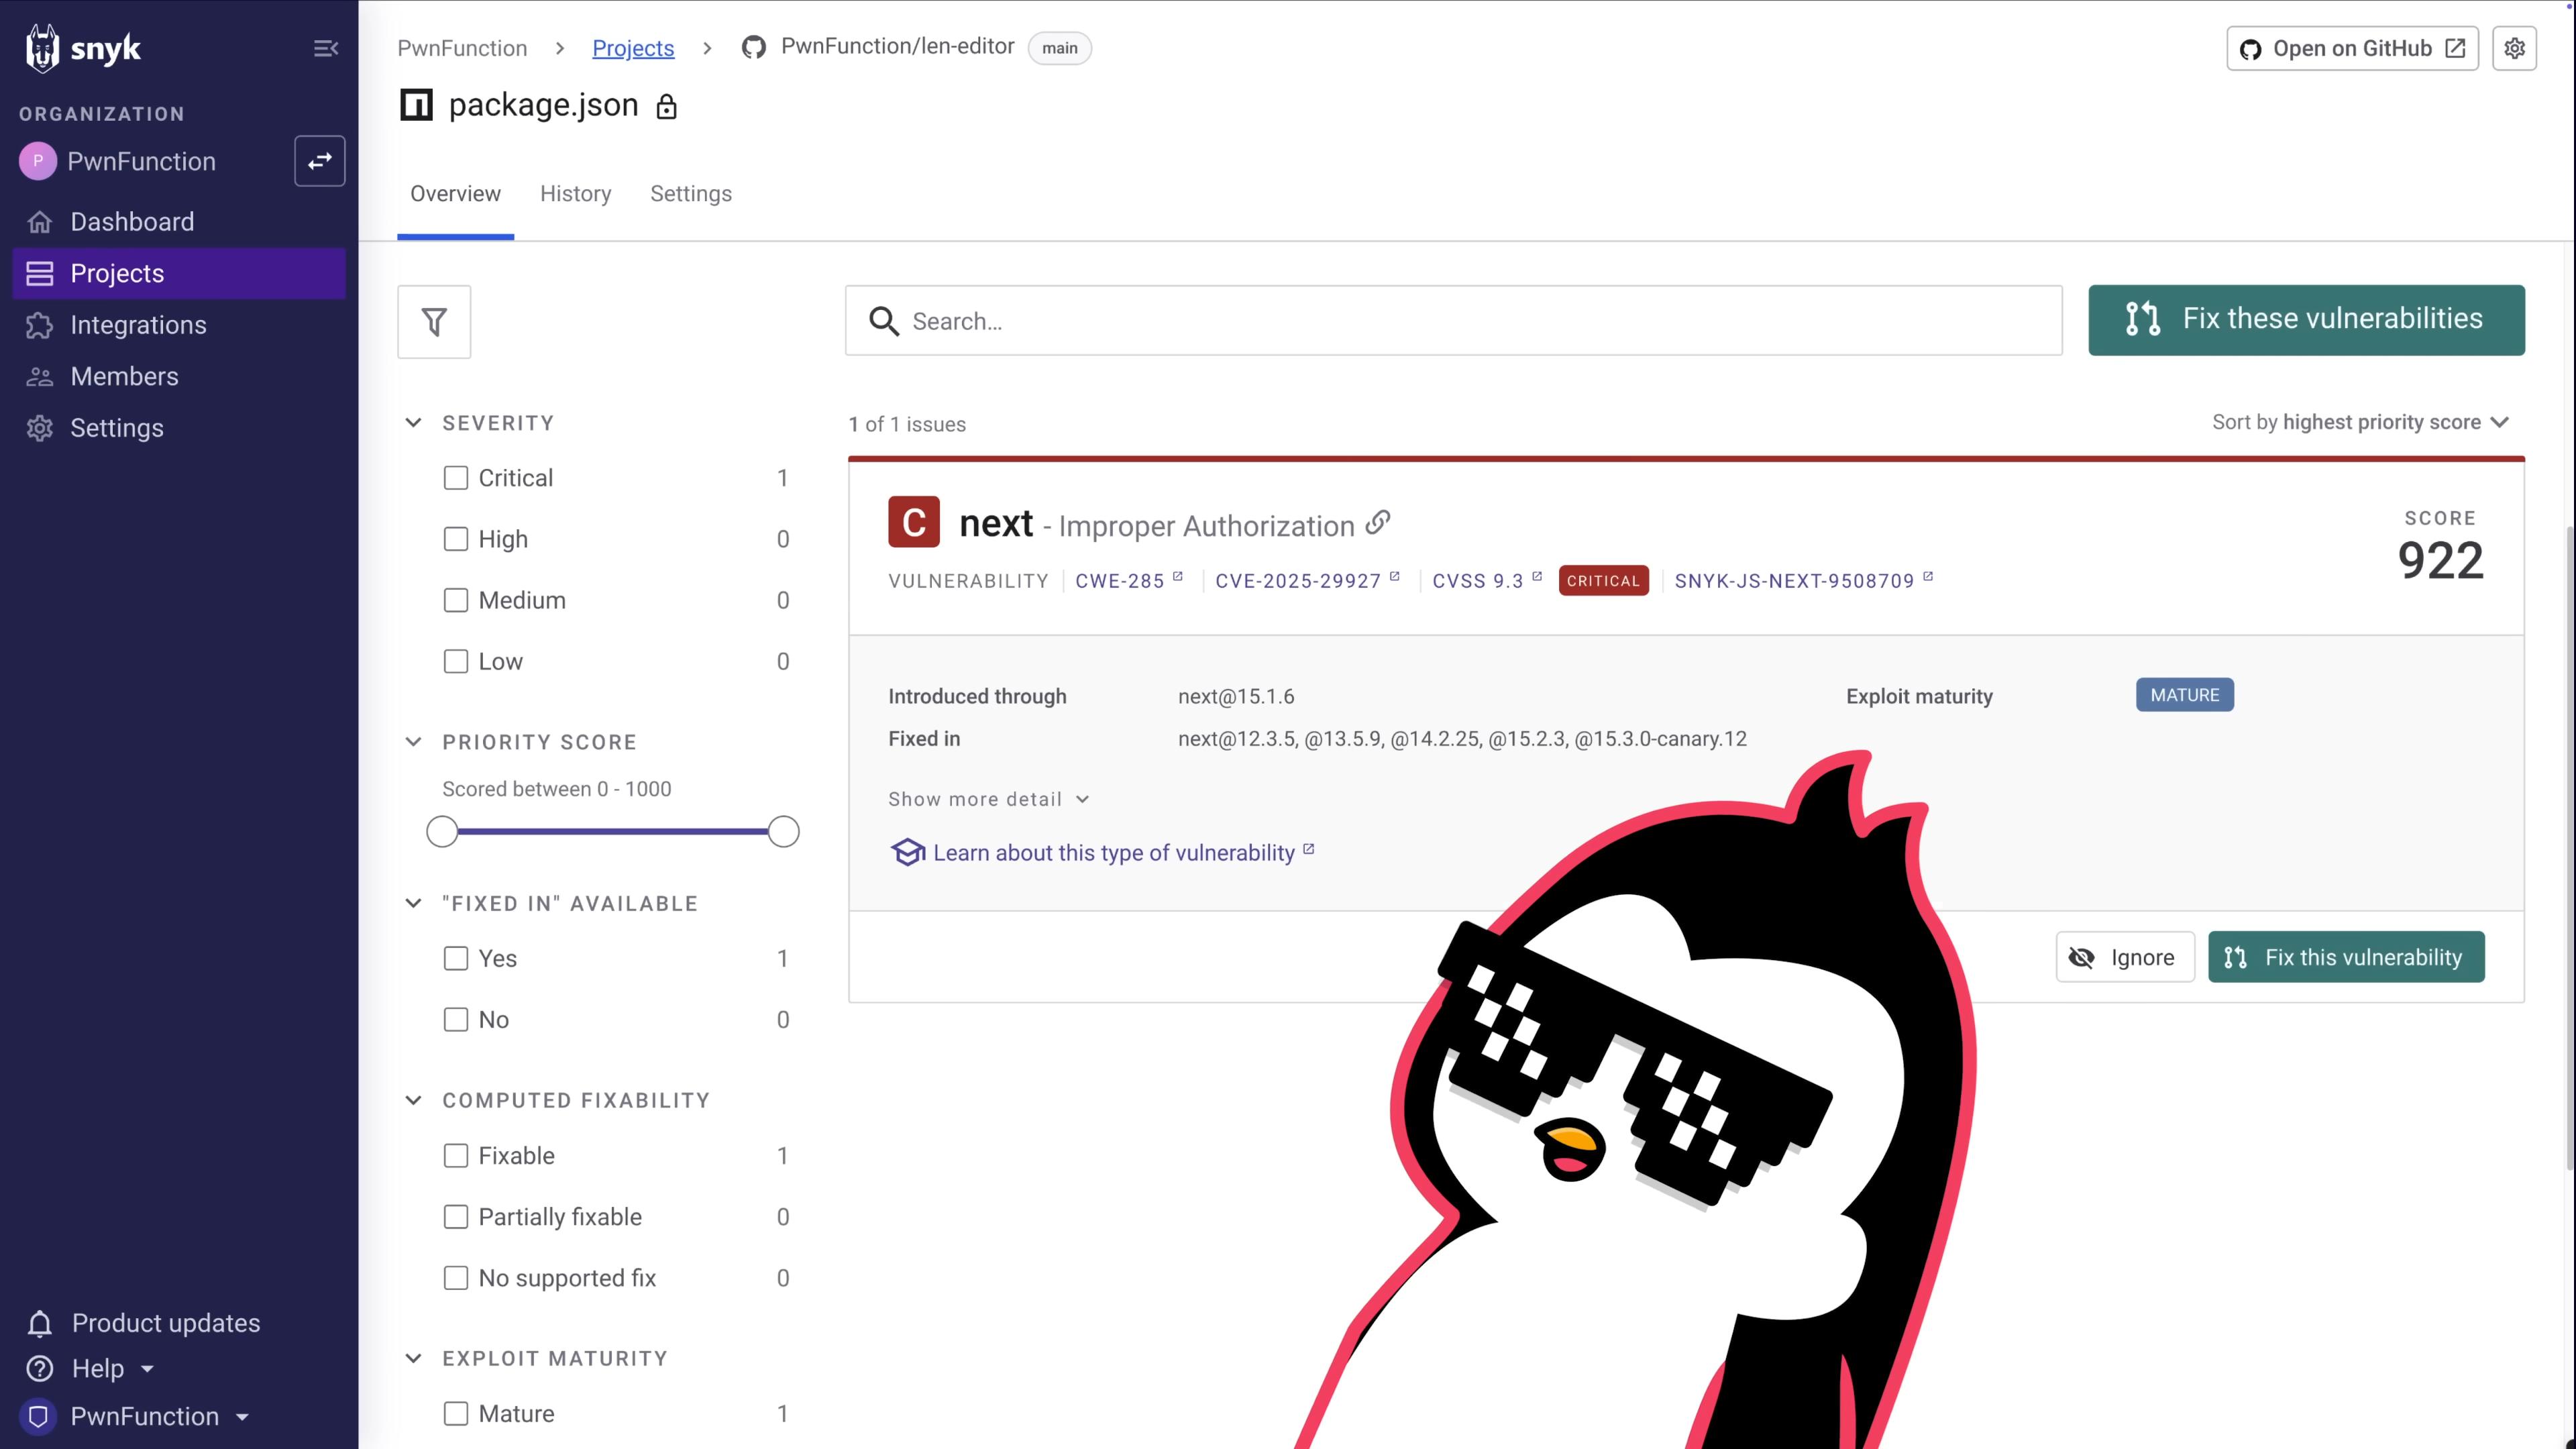 snyk
ORGANIZATION
P PwnFunction
Dashboard
Projects
Integrations
Members
Settings
Product updates
Help
PwnFunction
PwnFunction > Projects > PwnFunction/len-editor main
Open on GitHub
package.json
Overview History Settings
Search...
Fix these vulnerabilities
SEVERITY
Critical 1
High 0
Medium 0
Low 0
PRIORITY SCORE
Scored between 0 - 1000
"FIXED IN" AVAILABLE
Yes 1
No 0
COMPUTED FIXABILITY
Fixable 1
Partially fixable 0
No supported fix 0
EXPLOIT MATURITY
Mature 1
1 of 1 issues
Sort by highest priority score
C next - Improper Authorization
SCORE
922
VULNERABILITY CWE-285 CVE-2025-29927 CVSS 9.3 CRITICAL SNYK-JS-NEXT-9508709
Introduced through next@15.1.6
Exploit maturity MATURE
Fixed in next@12.3.5, @13.5.9, @14.2.25, @15.2.3, @15.3.0-canary.12
Show more detail
Learn about this type of vulnerability
Ignore
Fix this vulnerability